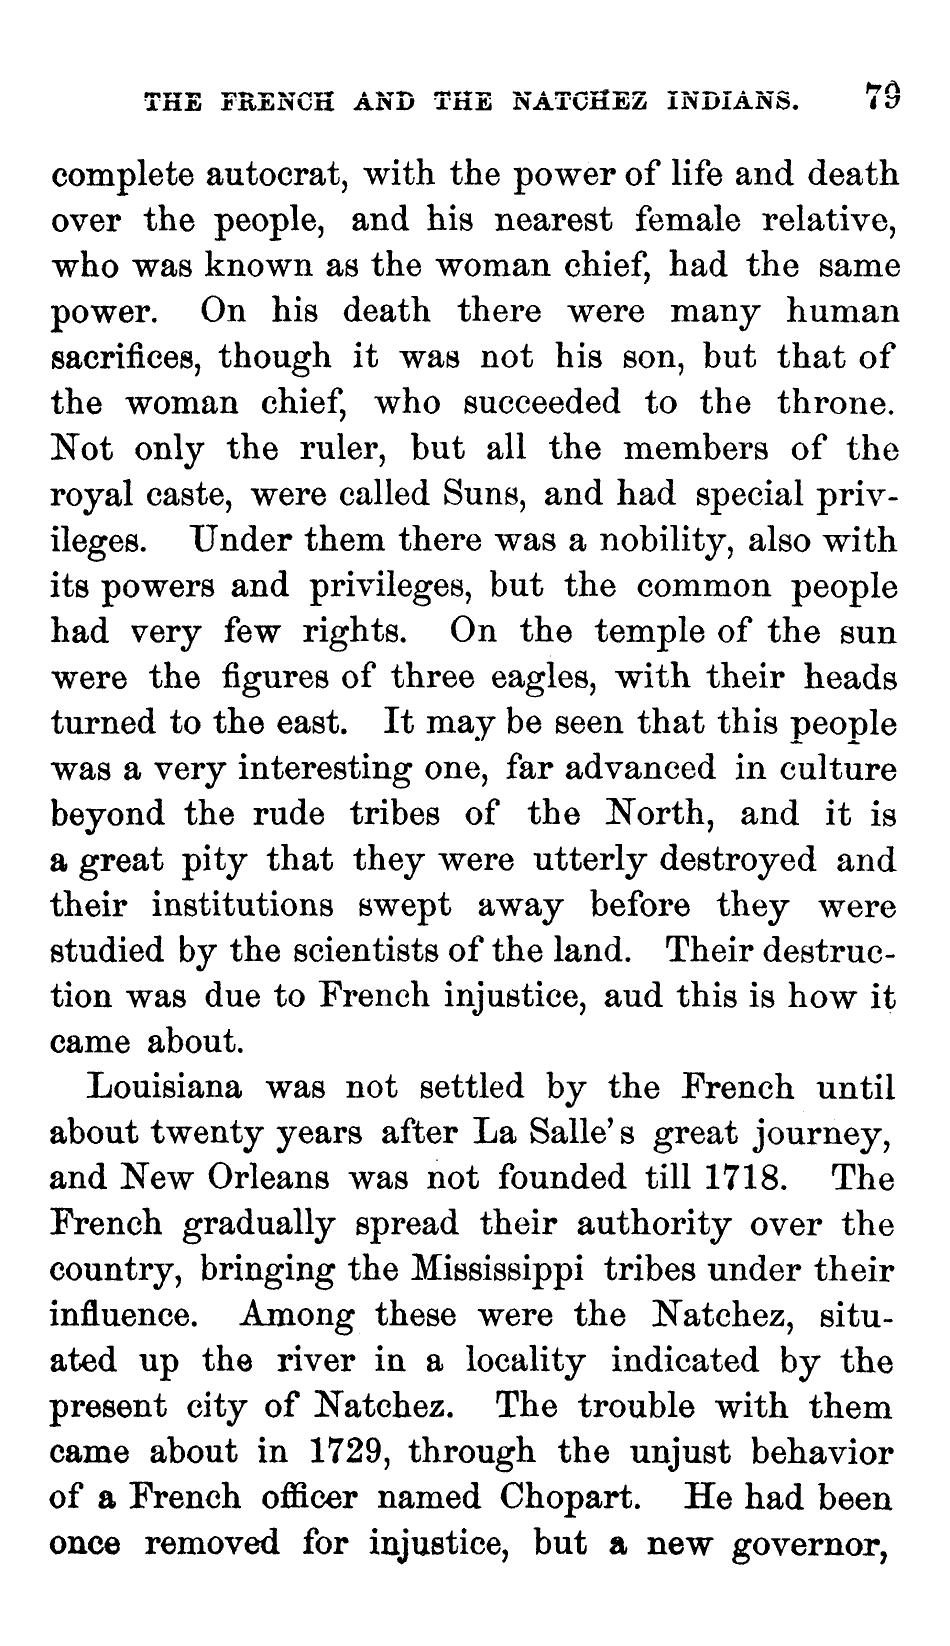 THE FRENCH AND THE NATCHEZ INDIANS. 79
complete autocrat, with the power of life and death
over the people, and his nearest female relative,
who was known as the woman chief, had the same
power. On his death there were many human
sacrifices, though it was not his son, but that of
the woman chief, who succeeded to the throne.
Not only the ruler, but all the members of the
royal caste, were called Suns, and had special priv-
ileges. Under them there was a nobility, also with
its powers and privileges, but the common people
had very few rights. On the temple of the sun
were the figures of three eagles, with their heads
turned to the east. It may be seen that this people
was a very interesting one, far advanced in culture
beyond the rude tribes of the North, and it is
a great pity that they were utterly destroyed and
their institutions swept away before they were
studied by the scientists of the land. Their destruc-
tion was due to French injustice, aud this is how it
came about.
Louisiana was not settled by the French until
about twenty years after La Salle's great journey,
and New Orleans was not founded till 1718. The
French gradually spread their authority over the
country, bringing the Mississippi tribes under their
influence. Among these were the Natchez, situ-
ated up the river in a locality indicated by the
present city of Natchez. The trouble with them
came about in 1729, through the unjust behavior
of a French officer named Chopart. He had been
once removed for injustice, but a new governor,